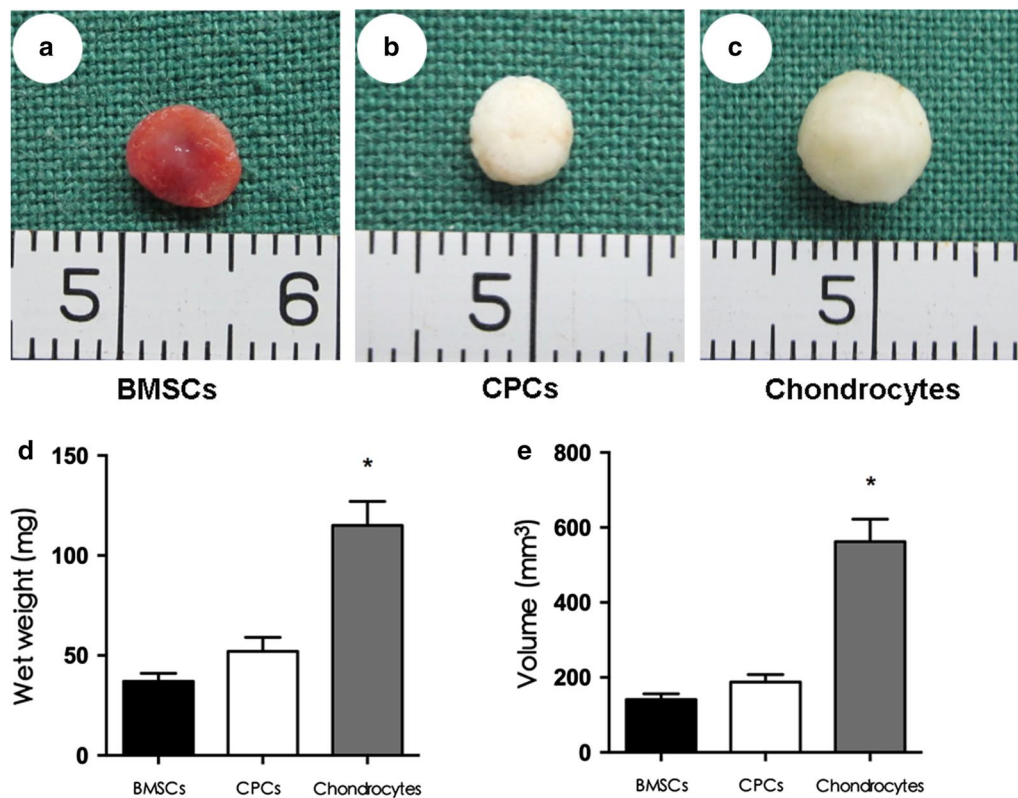 a
b
c
5 6
5
5
BMSCs
CPCs
Chondrocytes
d
Wet weight (mg)
150
100
50
0
*
BMSCs CPCs Chondrocytes
e
Volume (mm³)
800
600
400
200
0
*
BMSCs CPCs Chondrocytes